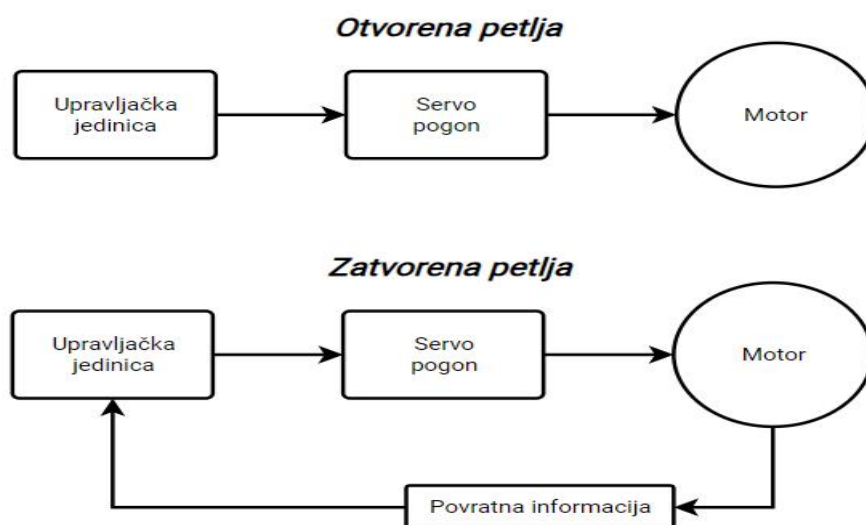 Otvorena petlja
Upravljačka
jedinica
Servo
pogon
Motor
Zatvorena petlja
Upravljačka
jedinica
Servo
pogon
Motor
Povratna informacija